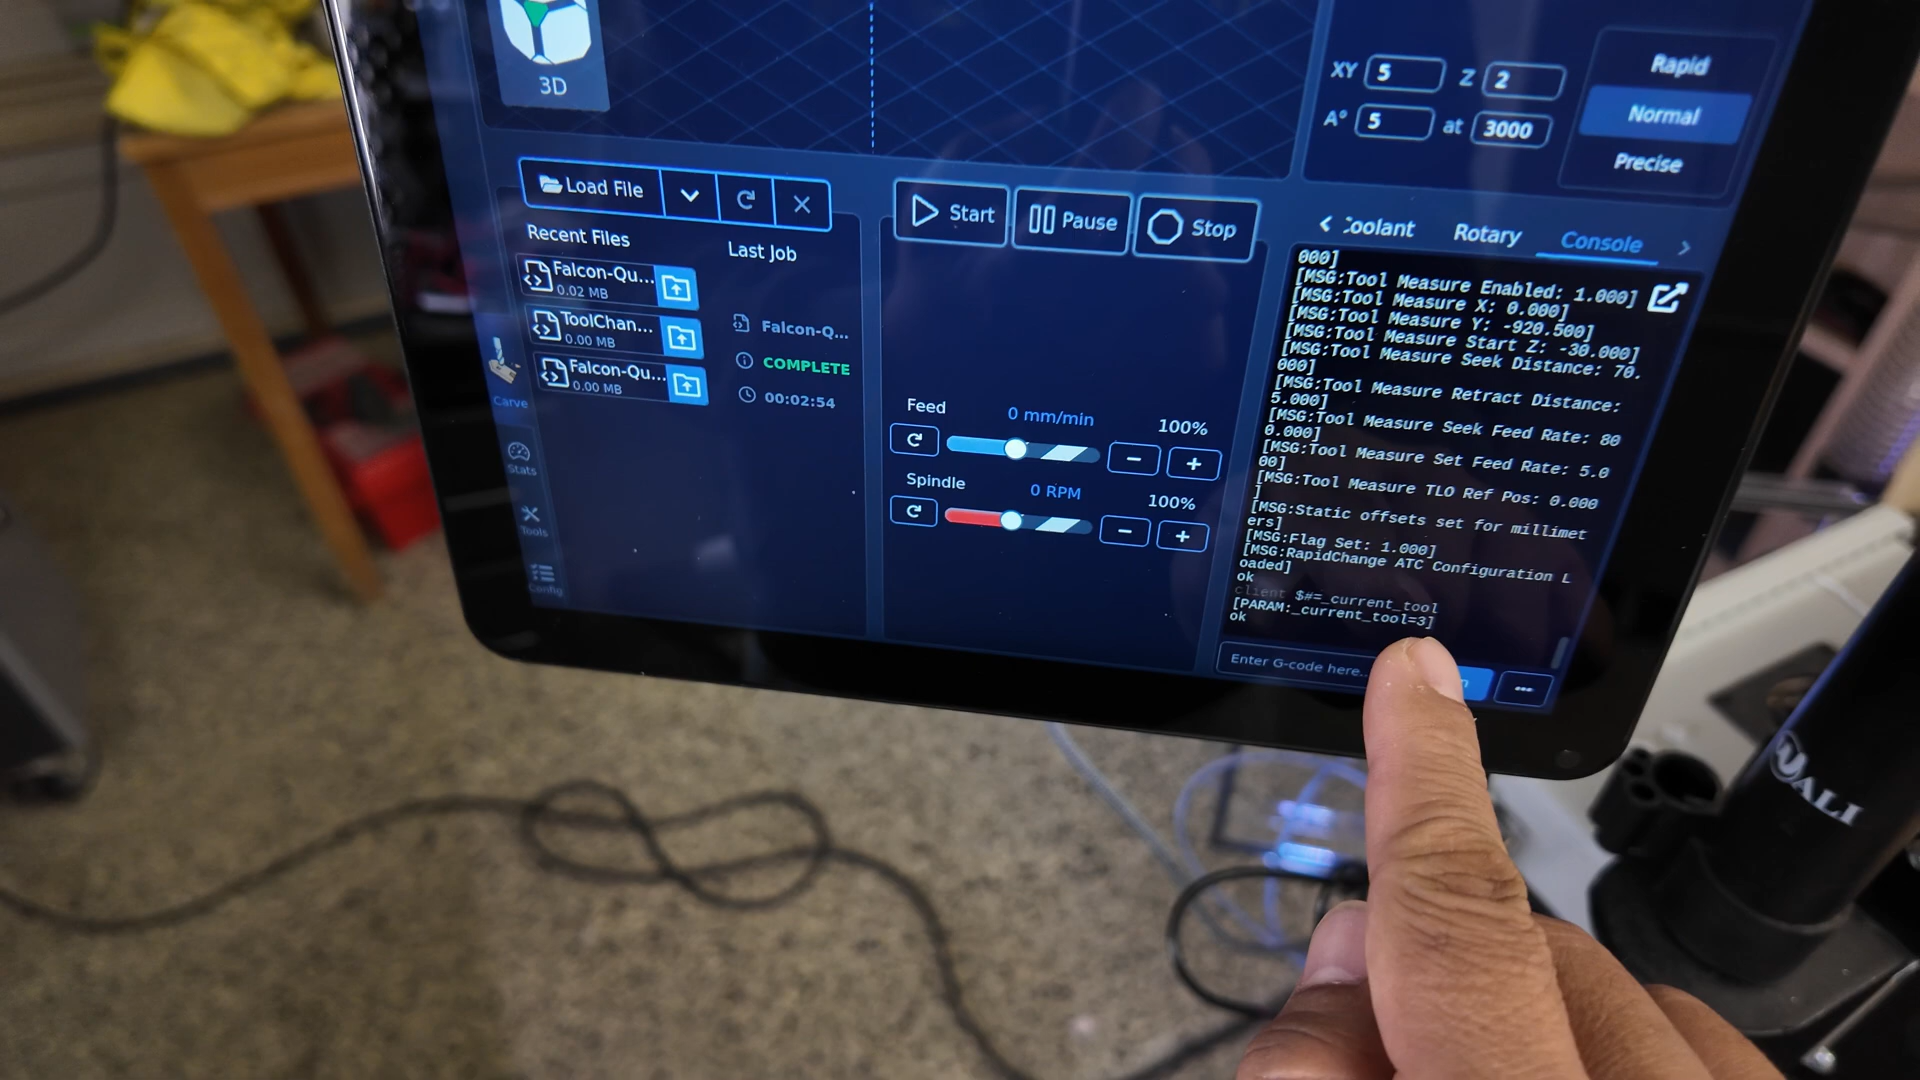 3D
XY 5 Z 2
A° 5 at 3000
Rapid
Normal
Precise
Load File
Recent Files
Falcon-Qu...
0.02 MB
ToolChan...
0.00 MB
Falcon-Qu...
0.00 MB
Last Job
Falcon-Q...
COMPLETE
00:02:54
Carve
Stats
Tools
Config
Start
Pause
Stop
Feed
0 mm/min
100%
Spindle
0 RPM
100%
oolant Rotary Console
000]
[MSG:Tool Measure Enabled: 1.000]
[MSG:Tool Measure X: 0.000]
[MSG:Tool Measure Y: -920.500]
[MSG:Tool Measure Start Z: -30.000]
[MSG:Tool Measure Seek Distance: 70.
000]
[MSG:Tool Measure Retract Distance:
5.000]
[MSG:Tool Measure Seek Feed Rate: 80
0.000]
[MSG:Tool Measure Set Feed Rate: 5.0
00]
[MSG:Tool Measure TLO Ref Pos: 0.000
]
[MSG:Static offsets set for millimet
ers]
[MSG:Flag Set: 1.000]
[MSG:RapidChange ATC Configuration L
oaded]
ok
client $#=_current_tool
[PARAM:_current_tool=3]
ok
Enter G-code here...
n
WALI